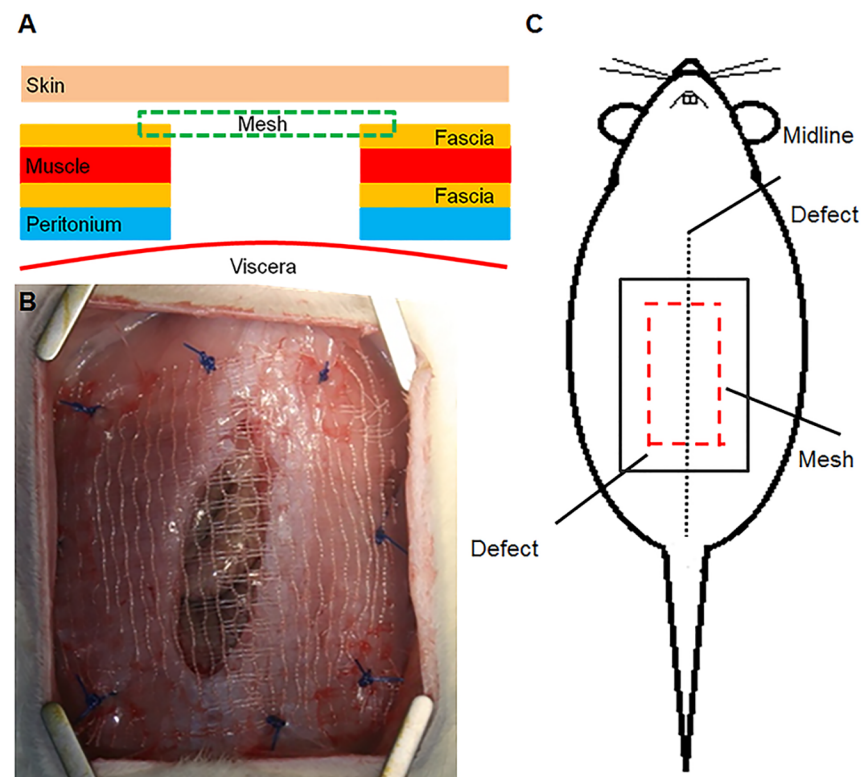 A
Skin
Mesh
Fascia
Muscle
Fascia
Peritonium
Viscera
B
C
Midline
Defect
Mesh
Defect